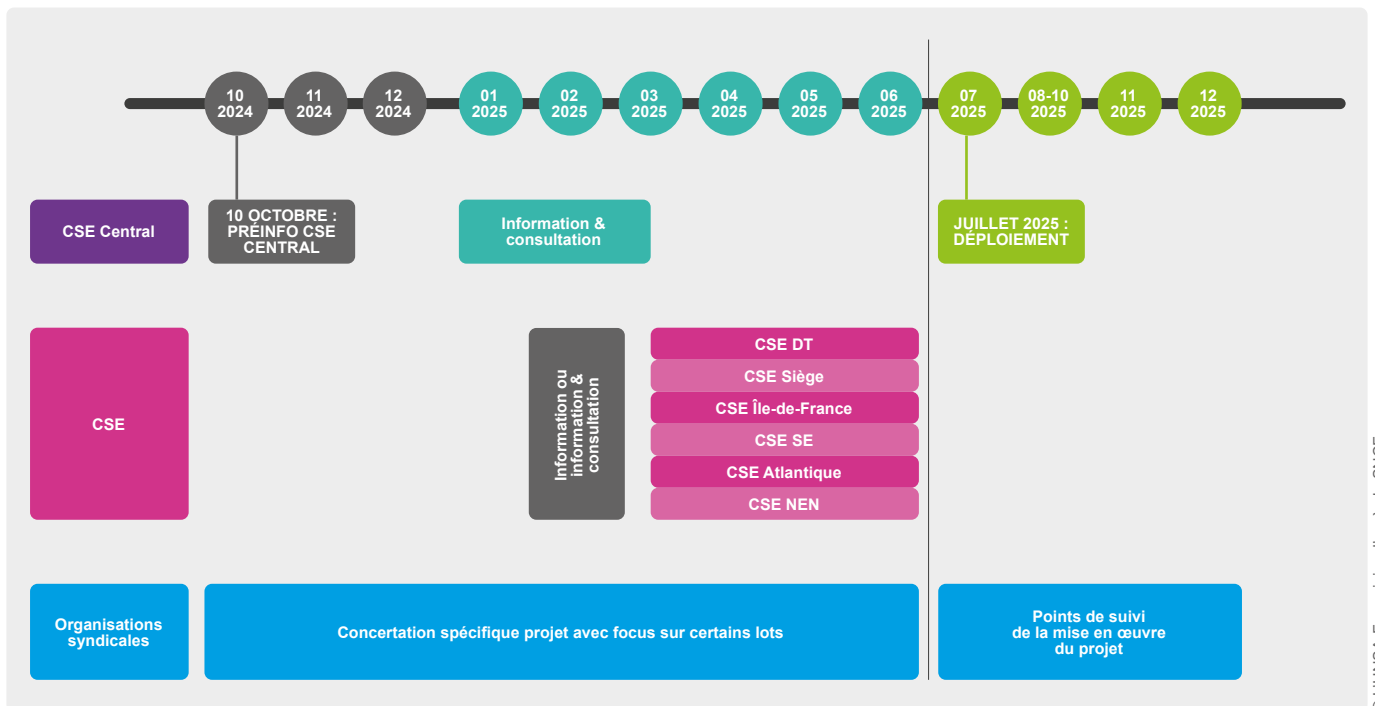 10
2024
11
2024
12
2024
01
2025
02
2025
03
2025
04
2025
05
2025
06
2025
07
2025
08-10
2025
11
2025
12
2025
CSE Central
10 OCTOBRE :
PRÉINFO CSE
CENTRAL
Information &
consultation
JUILLET 2025 :
DÉPLOIEMENT
CSE
Information ou
information &
consultation
CSE DT
CSE Siège
CSE Île-de-France
CSE SE
CSE Atlantique
CSE NEN
Organisations
syndicales
Concertation spécifique projet avec focus sur certains lots
Points de suivi
de la mise en œuvre
du projet